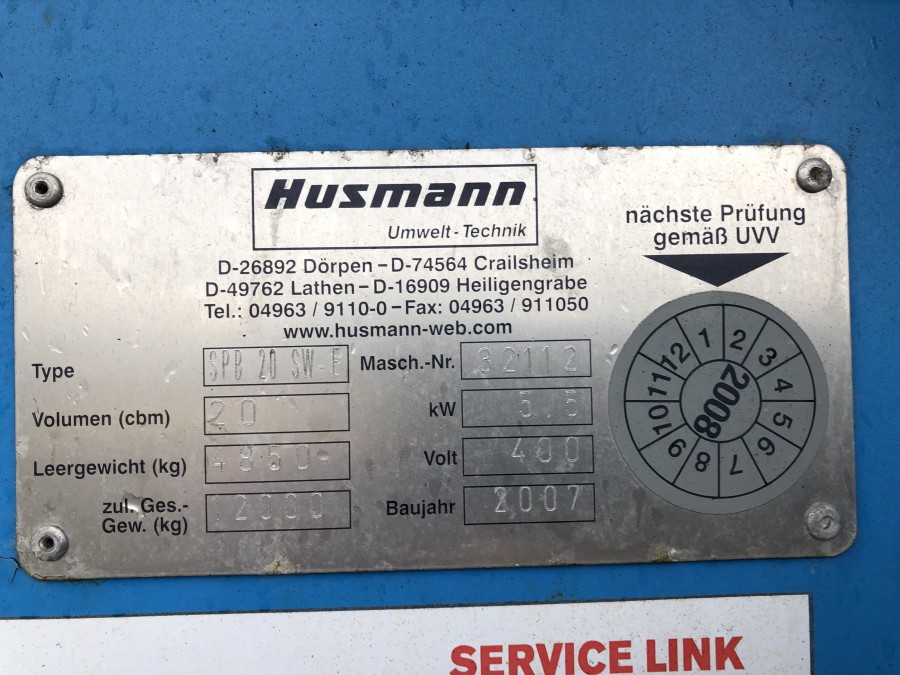 Husmann
Umwelt-Technik
D-26892 Dörpen – D-74564 Crailsheim
D-49762 Lathen – D-16909 Heiligengrabe
Tel.: 04963 / 9110-0 – Fax: 04963 / 911050
www.husmann-web.com
Type SPB 20 SW-E
Volumen (cbm) 20
Leergewicht (kg) 4850-
zul. Ges.-
Gew. (kg) 12000
Masch.-Nr. 32112
kW 5.5
Volt 400
Baujahr 2007
nächste Prüfung
gemäß UVV
1 2 3 4 5 6 7 8 9 10 11 12
2008
SERVICE LINK